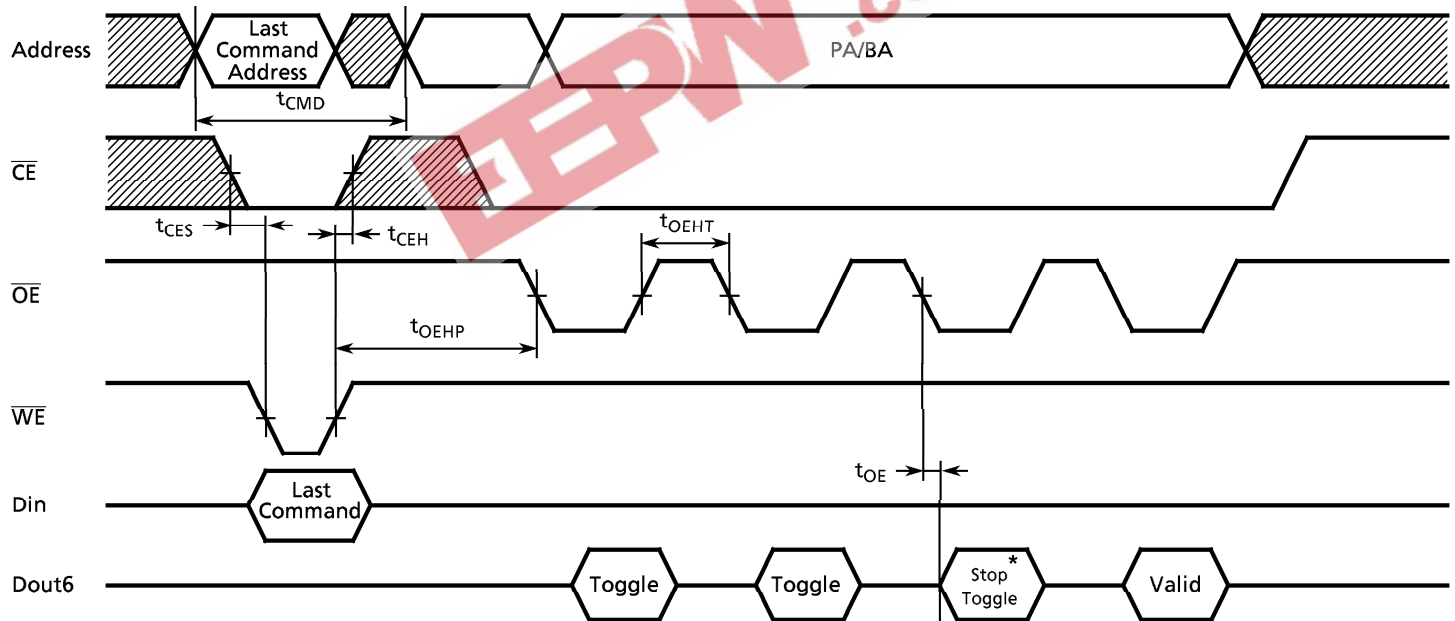 Address
Last
Command
Address
PA/BA
tCMD
CE
tCES
tCEH
tOEHT
OE
tOEHP
WE
tOE
Din
Last
Command
Dout6
Toggle
Toggle
Stop *
Toggle
Valid
EEPW